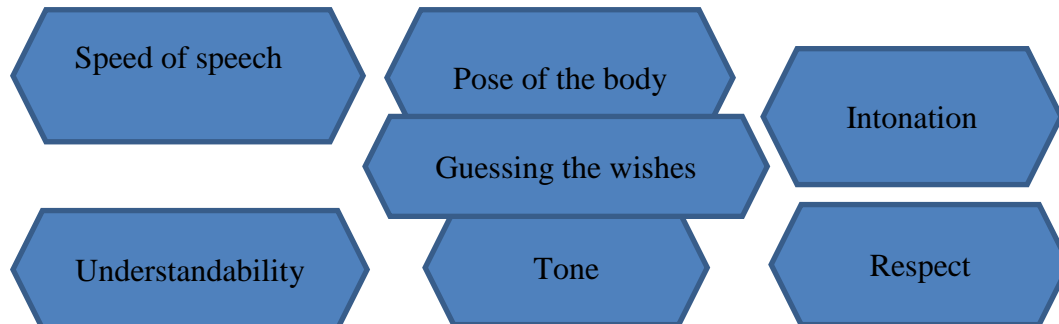 Speed of speech
Pose of the body
Intonation
Guessing the wishes
Understandability
Tone
Respect